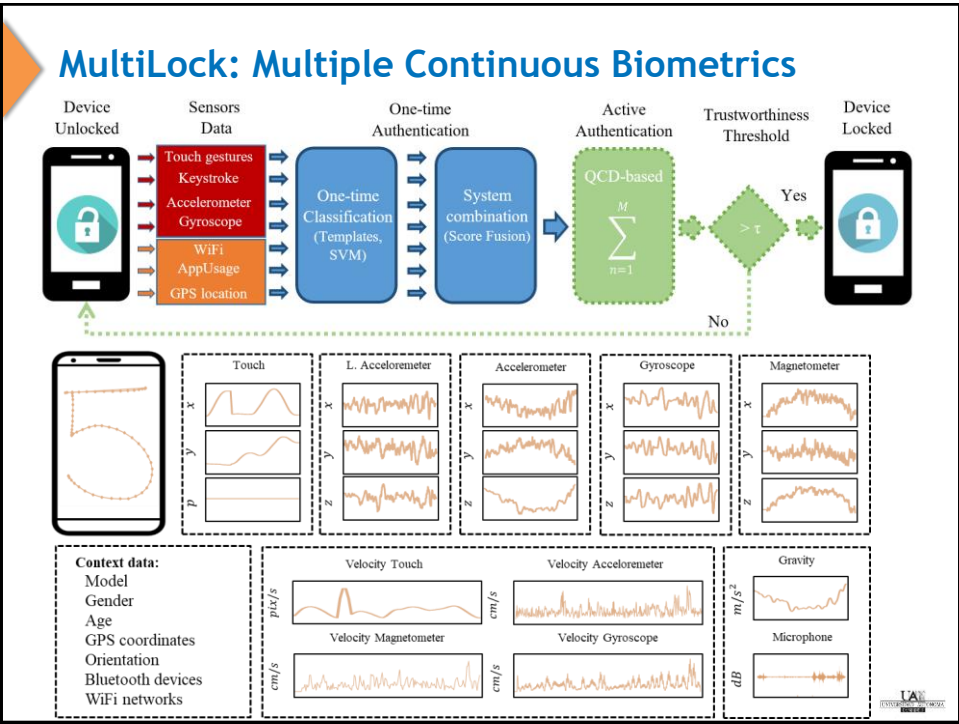 MultiLock: Multiple Continuous Biometrics
Device
Unlocked
Sensors
Data
One-time
Authentication
Active
Authentication
Trustworthiness
Threshold
Device
Locked
Touch gestures
Keystroke
Accelerometer
Gyroscope
WiFi
AppUsage
GPS location
One-time
Classification
(Templates,
SVM)
System
combination
(Score Fusion)
QCD-based
M
∑
n=1
> τ
Yes
No
Touch
x
y
p
L. Acceloremeter
x
y
z
Accelerometer
x
y
z
Gyroscope
x
y
z
Magnetometer
x
y
z
Context data:
Model
Gender
Age
GPS coordinates
Orientation
Bluetooth devices
WiFi networks
Velocity Touch
pix/s
Velocity Acceloremeter
cm/s
Velocity Magnetometer
cm/s
Velocity Gyroscope
cm/s
Gravity
m/s²
Microphone
dB